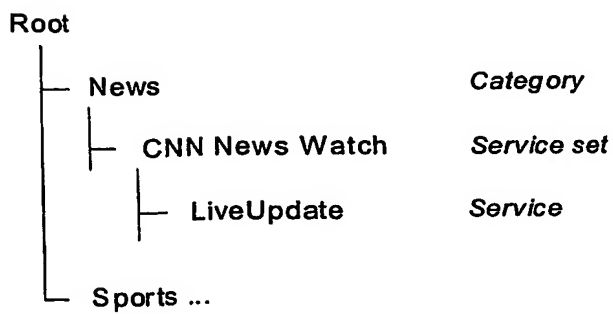 Root
News Category
CNN News Watch Service set
LiveUpdate Service
Sports ...